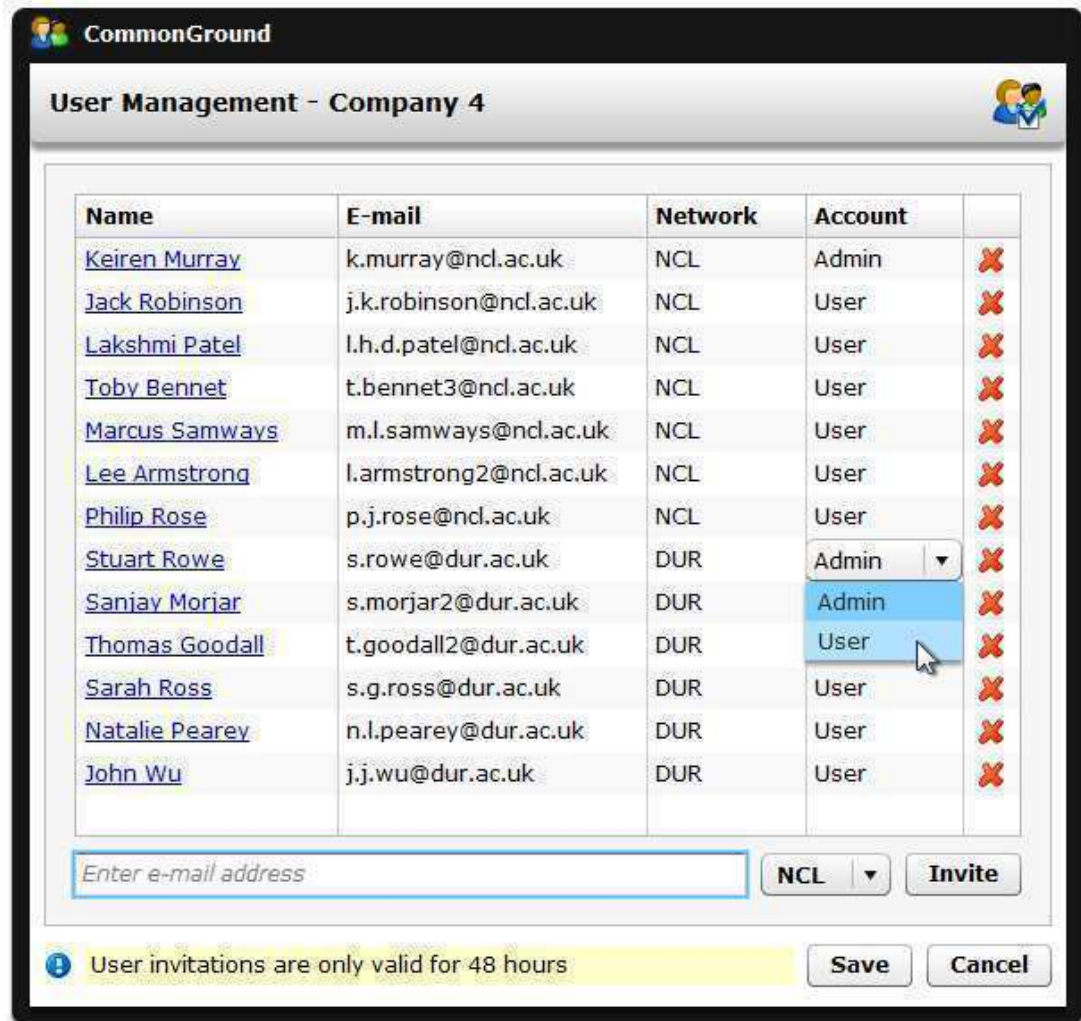 CommonGround
User Management - Company 4
Name E-mail Network Account
Keiren Murray k.murray@ncl.ac.uk NCL Admin
Jack Robinson j.k.robinson@ncl.ac.uk NCL User
Lakshmi Patel l.h.d.patel@ncl.ac.uk NCL User
Toby Bennet t.bennet3@ncl.ac.uk NCL User
Marcus Samways m.l.samways@ncl.ac.uk NCL User
Lee Armstrong l.armstrong2@ncl.ac.uk NCL User
Philip Rose p.j.rose@ncl.ac.uk NCL User
Stuart Rowe s.rowe@dur.ac.uk DUR Admin
Sanjay Morjar s.morjar2@dur.ac.uk DUR Admin
Thomas Goodall t.goodall2@dur.ac.uk DUR User
Sarah Ross s.g.ross@dur.ac.uk DUR User
Natalie Pearey n.l.pearey@dur.ac.uk DUR User
John Wu j.j.wu@dur.ac.uk DUR User
Enter e-mail address NCL Invite
User invitations are only valid for 48 hours Save Cancel